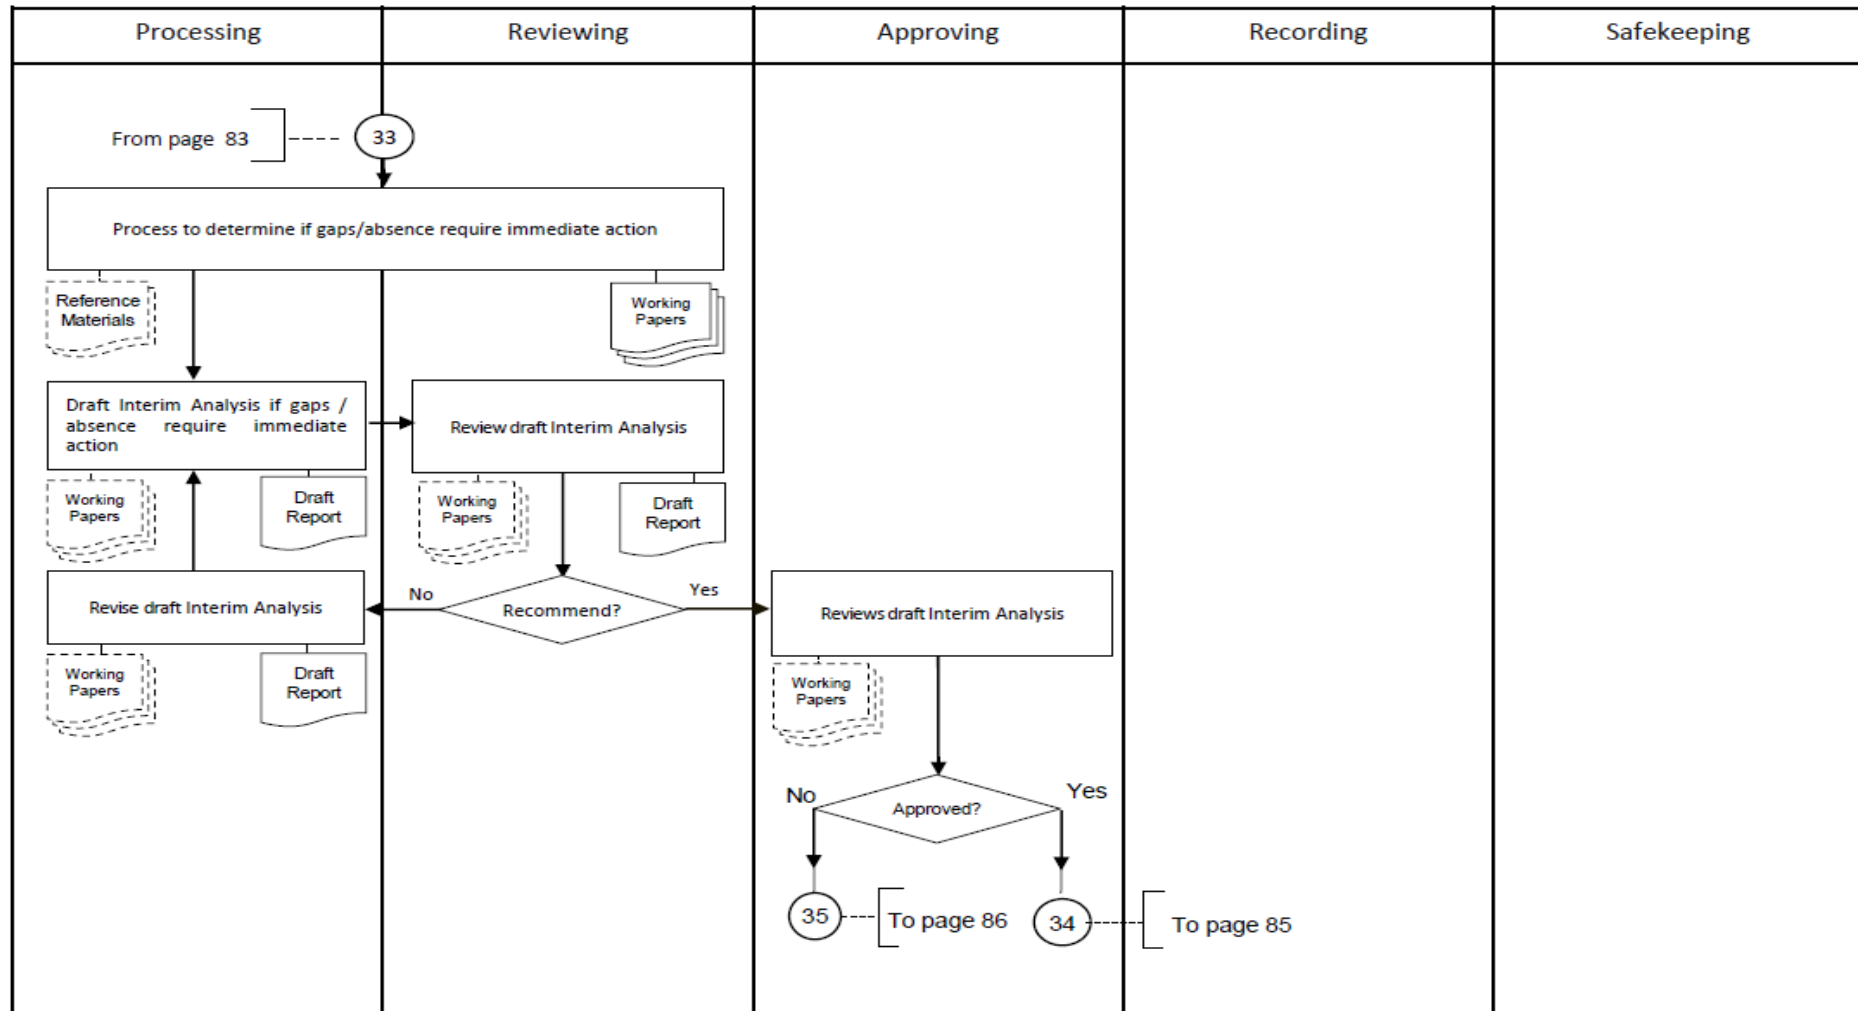 Processing
Reviewing
Approving
Recording
Safekeeping
From page 83
33
Process to determine if gaps/absence require immediate action
Reference
Materials
Working
Papers
Draft Interim Analysis if gaps /
absence require immediate
action
Review draft Interim Analysis
Working
Papers
Draft
Report
Working
Papers
Draft
Report
Revise draft Interim Analysis
No
Recommend?
Yes
Reviews draft Interim Analysis
Working
Papers
Draft
Report
Working
Papers
No
Approved?
Yes
35
To page 86
34
To page 85